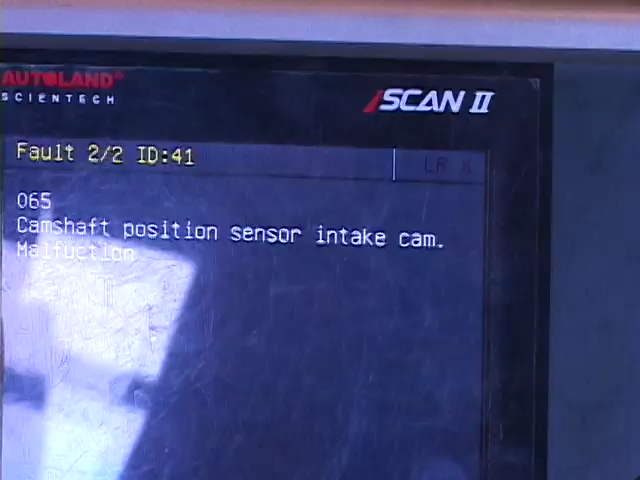 AUTOLAND
SCIENTECH
iSCAN II
Fault 2/2 ID:41
065
Camshaft position sensor intake cam.
Malfuction